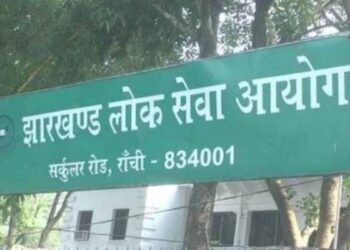 झारखण्ड लोक सेवा आयोग
सर्कुलर रोड, राँची - 834001